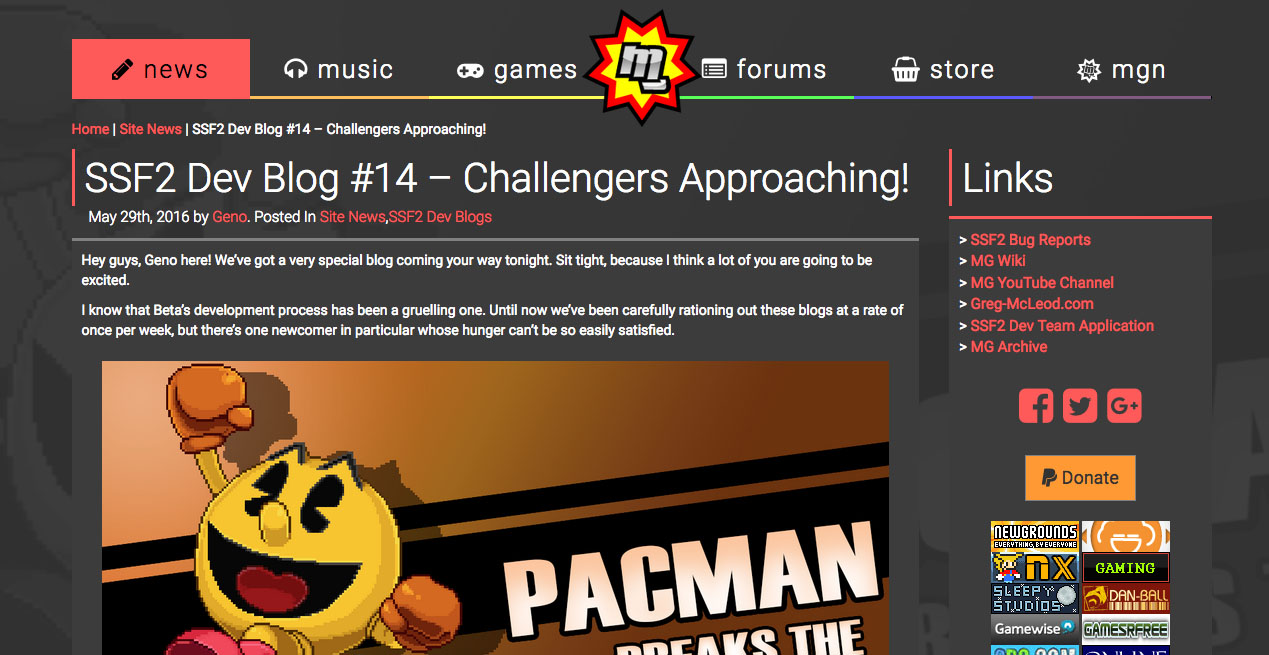 news music games forums store mgn
Home | Site News | SSF2 Dev Blog #14 – Challengers Approaching!
SSF2 Dev Blog #14 – Challengers Approaching!
May 29th, 2016 by Geno. Posted In Site News,SSF2 Dev Blogs
Hey guys, Geno here! We've got a very special blog coming your way tonight. Sit tight, because I think a lot of you are going to be
excited.
I know that Beta's development process has been a gruelling one. Until now we've been carefully rationing out these blogs at a rate of
once per week, but there's one newcomer in particular whose hunger can't be so easily satisfied.
PACMAN
BREAKS THE
Links
> SSF2 Bug Reports
> MG Wiki
> MG YouTube Channel
> Greg-McLeod.com
> SSF2 Dev Team Application
> MG Archive
G+
Donate
NEWGROUNDS
EVERYTHING, BY EVERYONE
NX GAMING
SLEEPY
STUDIOS
DAN-BALL
Gamewise GAMESRFREE
ONLINE